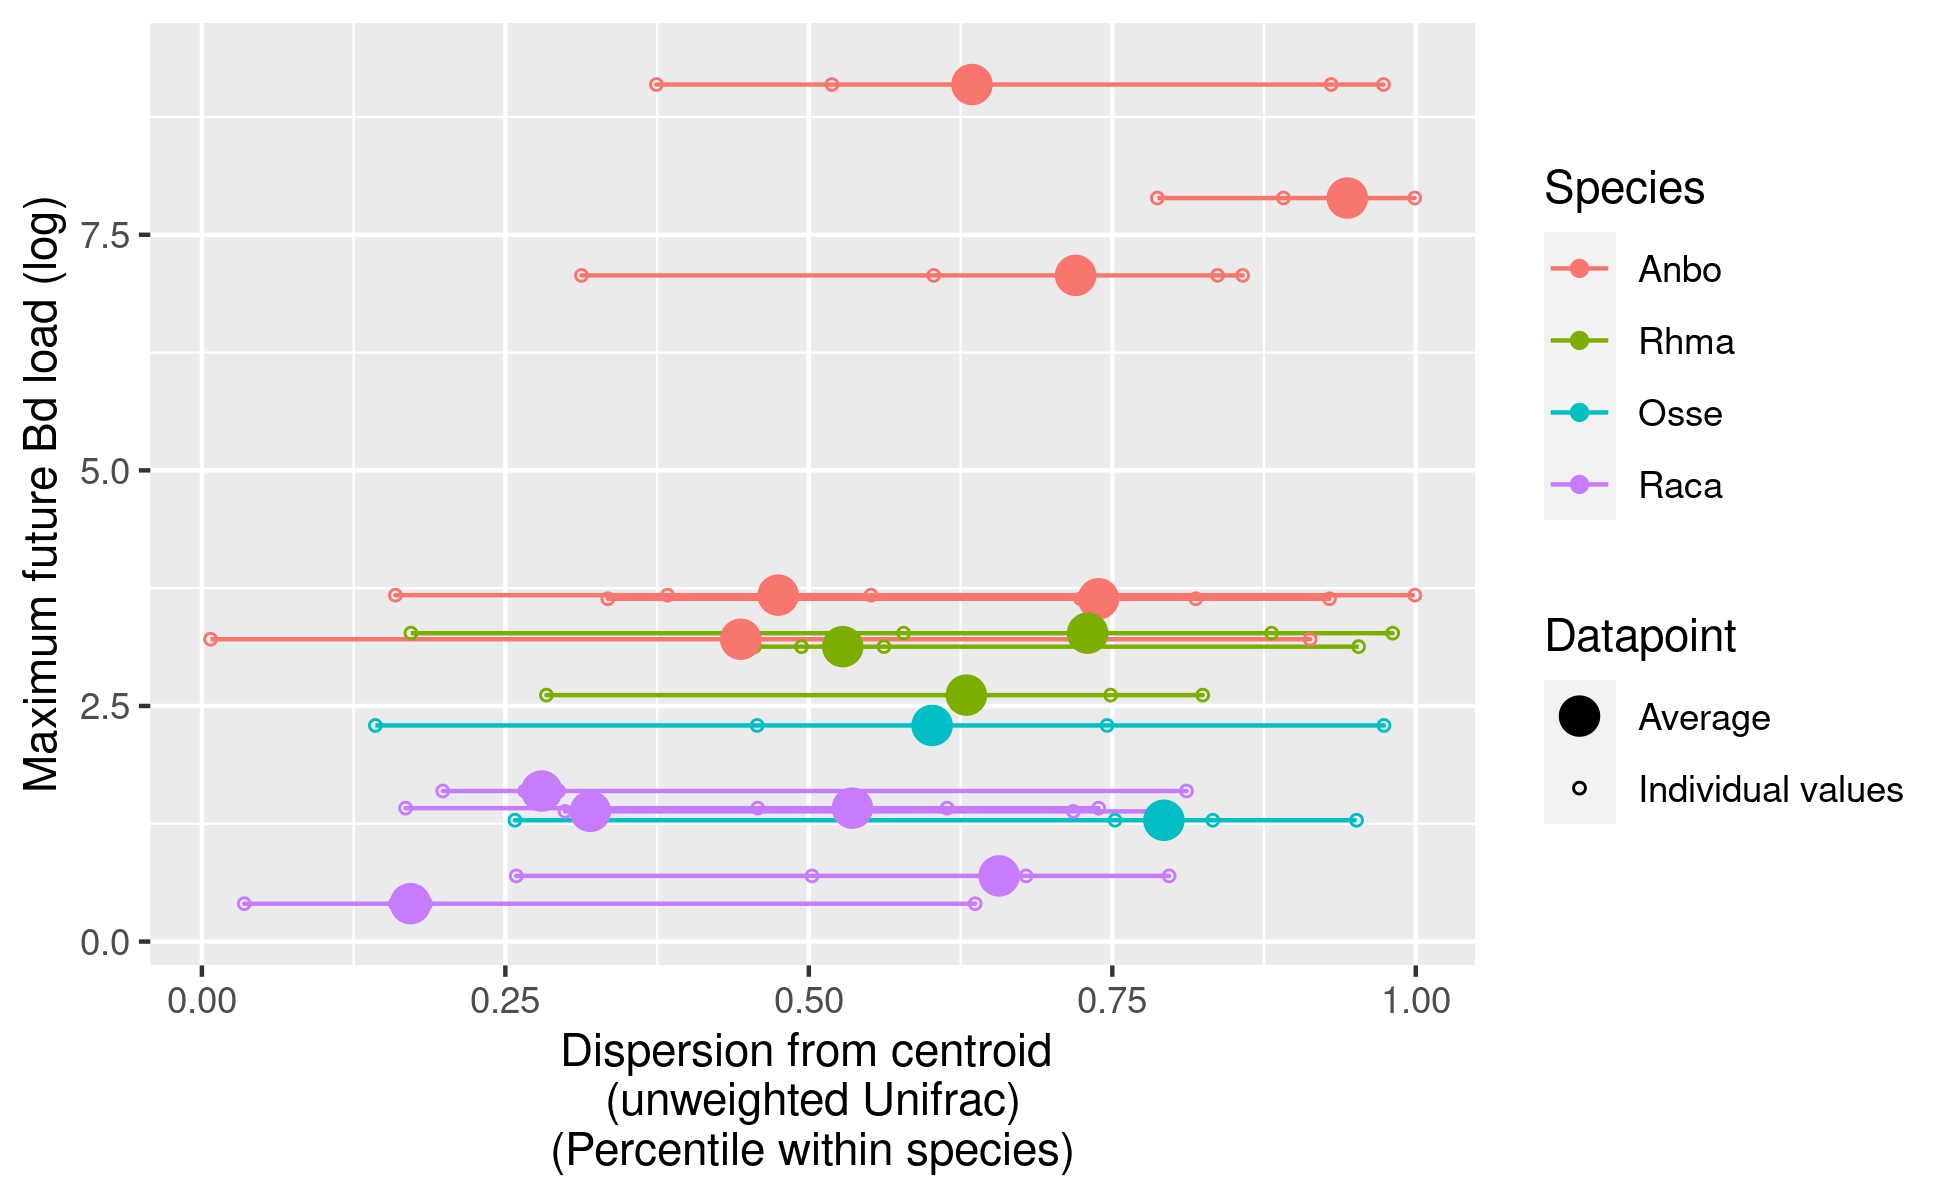 Maximum future Bd load (log)
7.5
5.0
2.5
0.0
0.00 0.25 0.50 0.75 1.00
Dispersion from centroid
(unweighted Unifrac)
(Percentile within species)
Species
Anbo
Rhma
Osse
Raca
Datapoint
Average
Individual values